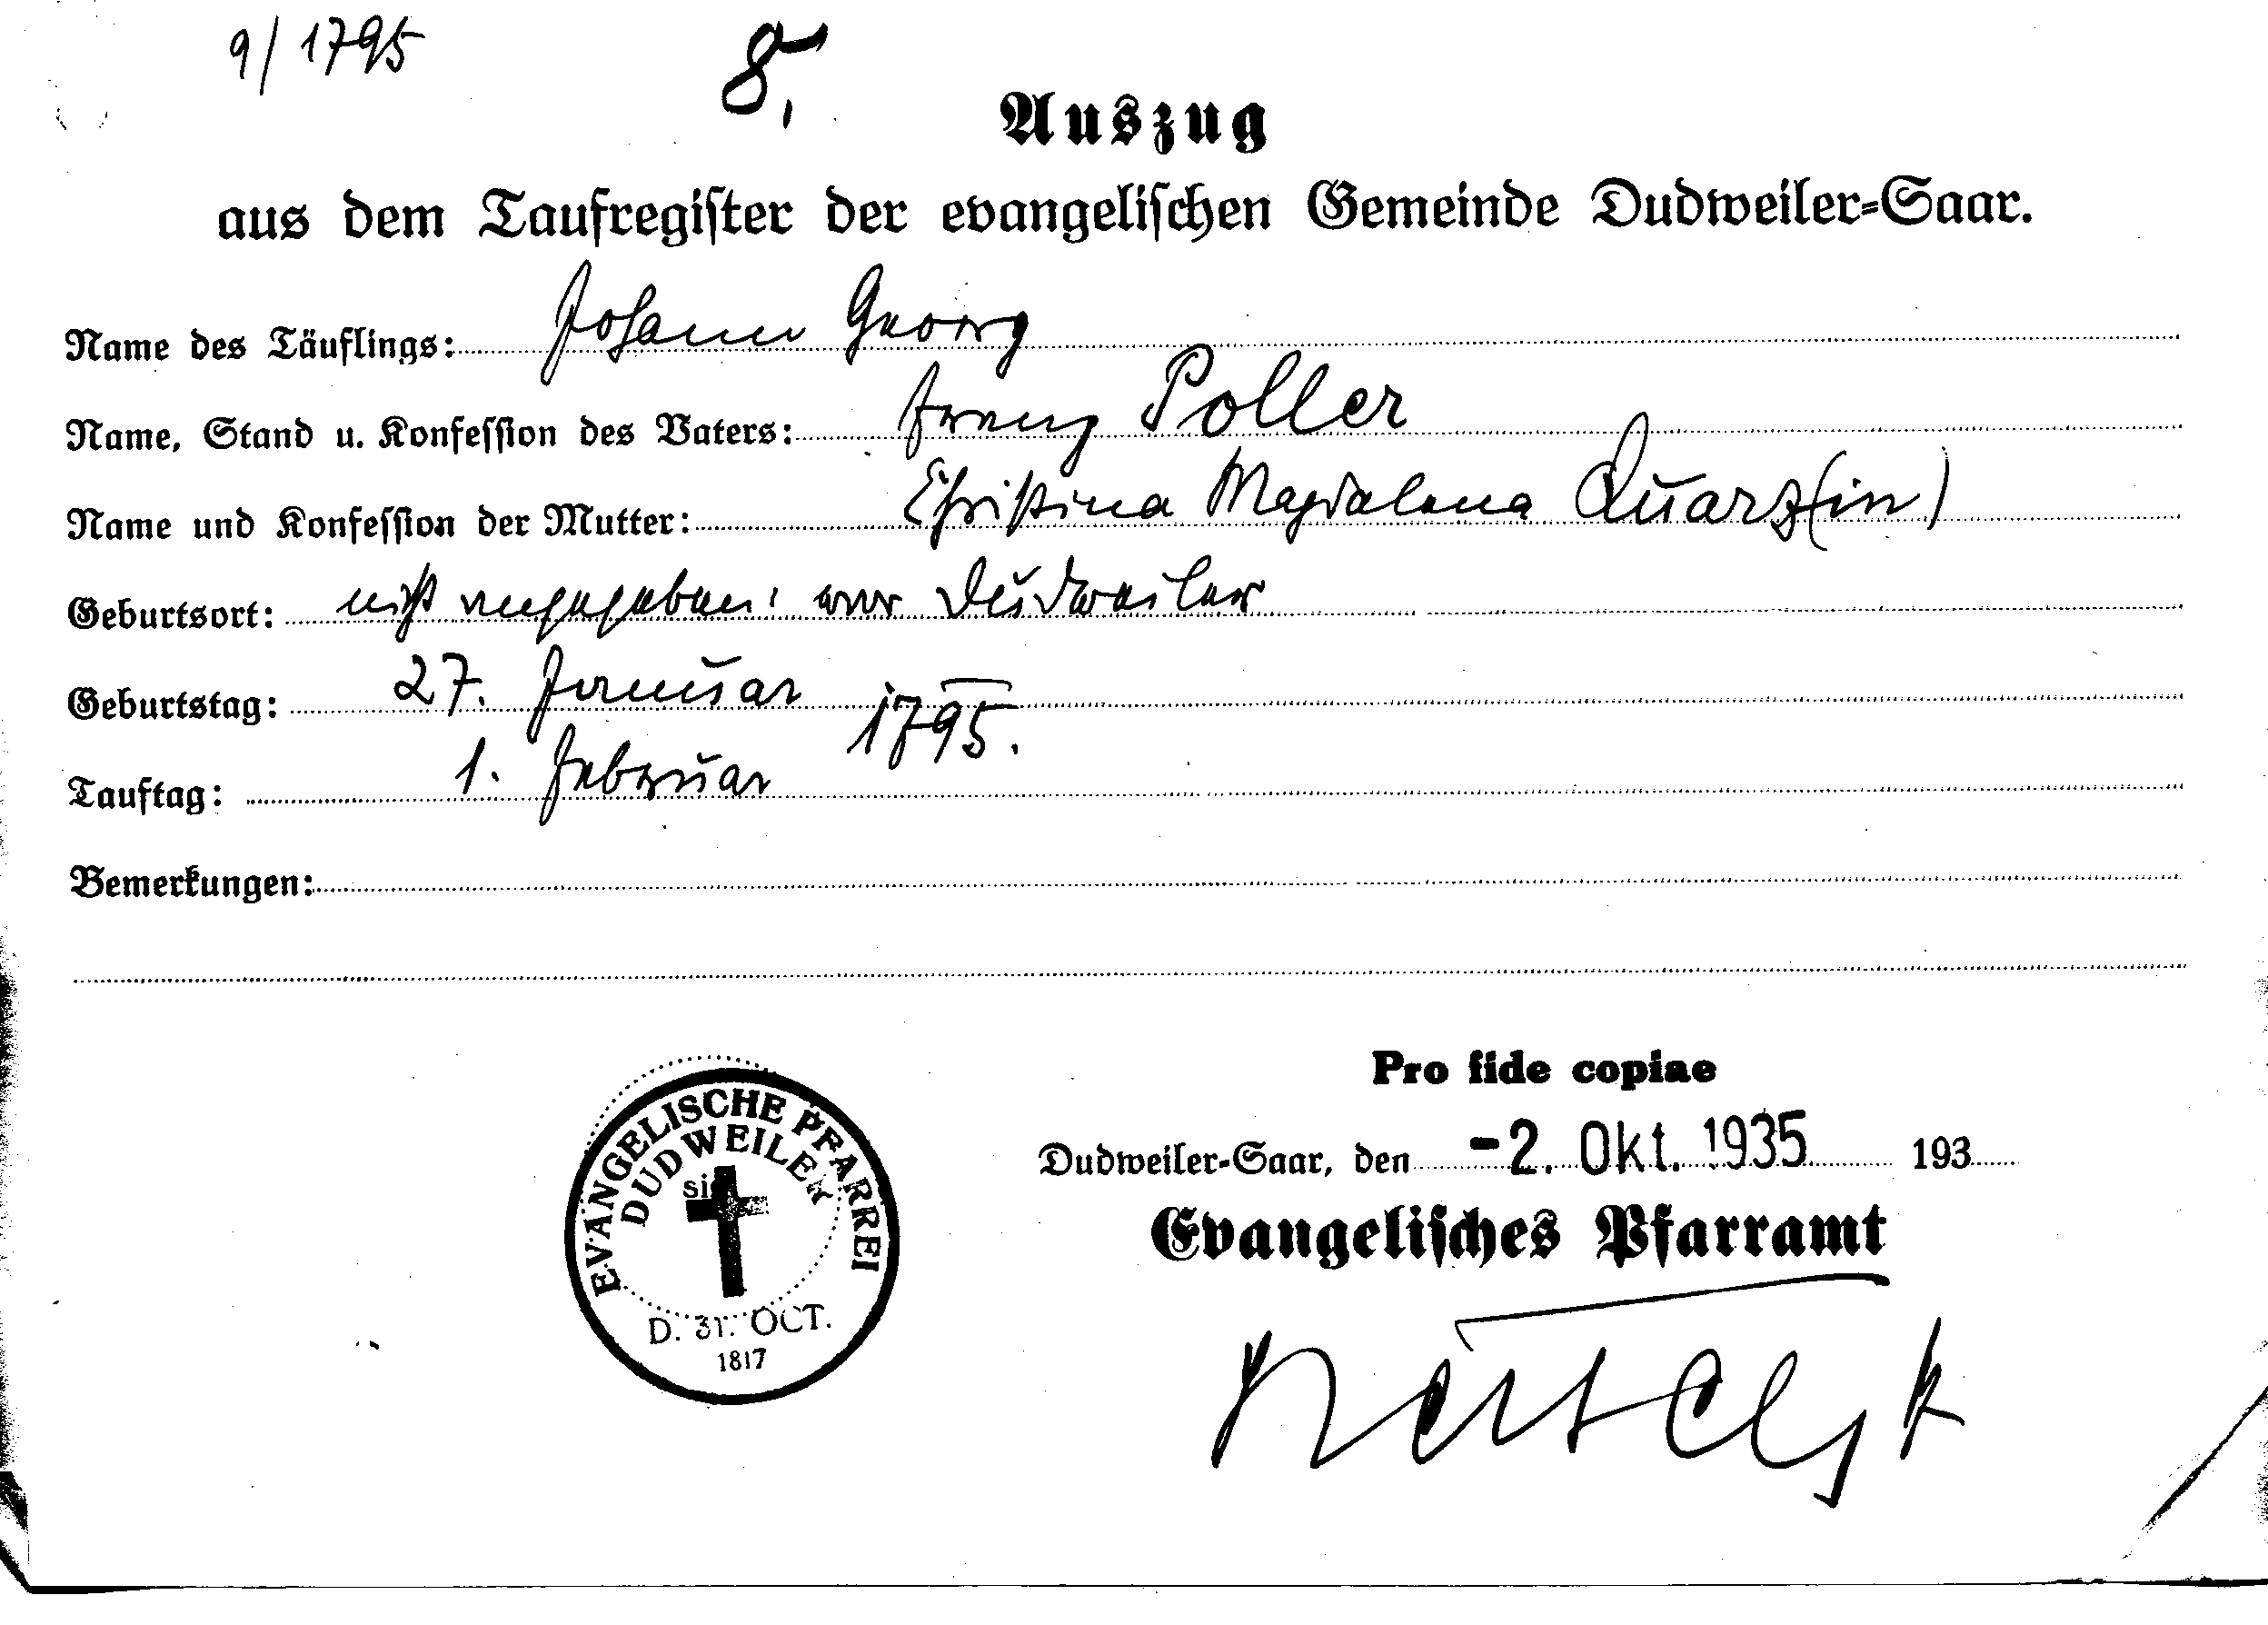 9/1795
8.
Auszug
aus dem Taufregister der evangelischen Gemeinde Dudweiler-Saar.
Name des Täuflings: Johann Georg
Name, Stand u. Konfession des Vaters: Franz Poller
Name und Konfession der Mutter: Christina Magdalena Quarz(in)
Geburtsort: nicht angegeben: Dudweiler
Geburtstag: 27. Januar
1795.
Tauftag: 1. Februar
Bemerkungen:
Pro fide copiae
Dudweiler-Saar, den -2. Okt. 1935 193
Evangelisches Pfarramt
EVANGELISCHE PFARREI
DUDWEILER
D. 31. OCT.
1817